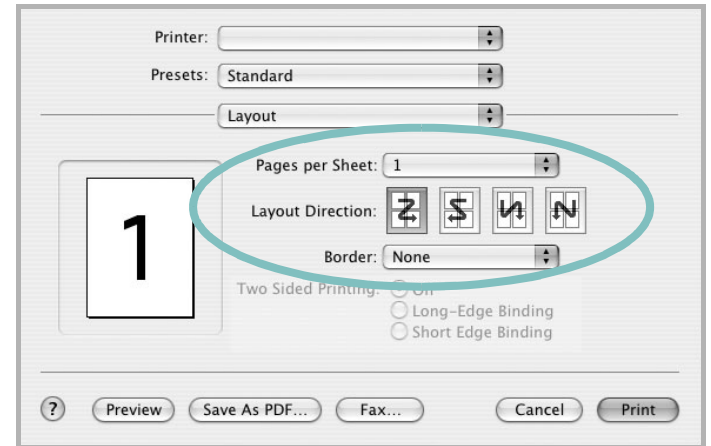 Printer:
Presets: Standard
Layout
Pages per Sheet: 1
1
Layout Direction:
Border: None
Two Sided Printing:
Long-Edge Binding
Short Edge Binding
? Preview Save As PDF... Fax... Cancel Print